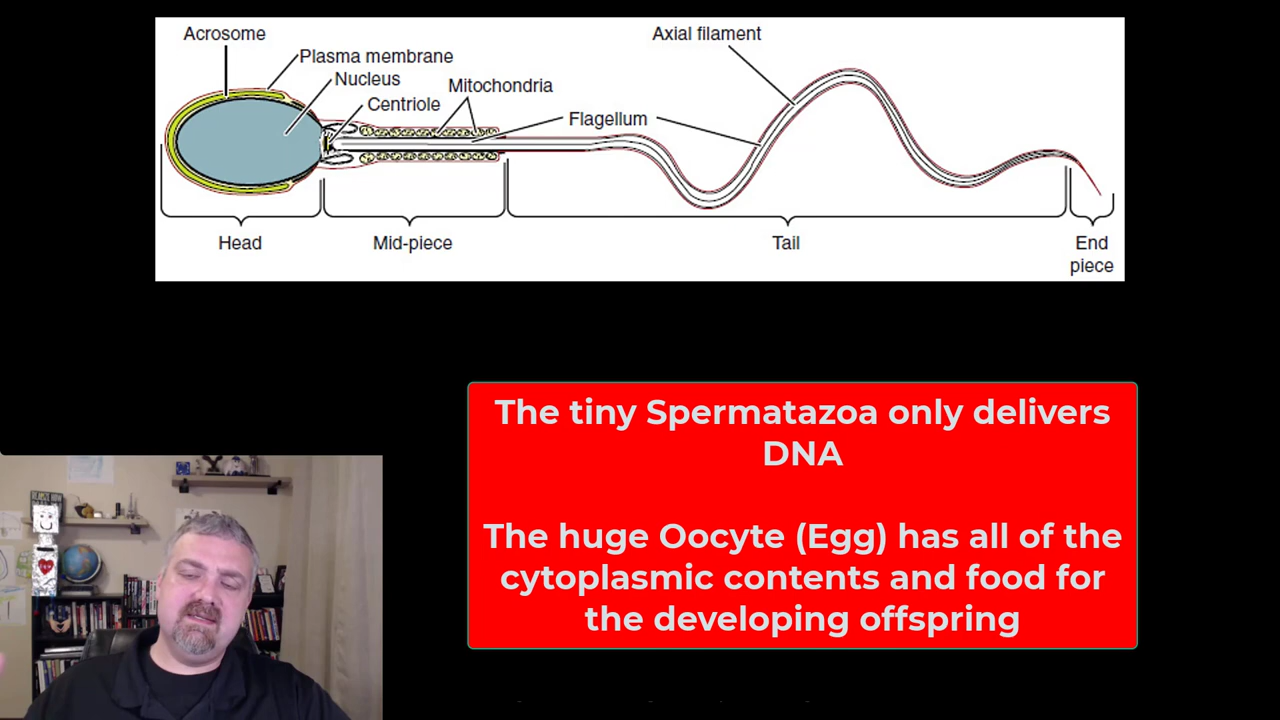 Acrosome
Axial filament
Plasma membrane
Nucleus
Mitochondria
Centriole
Flagellum
Head
Mid-piece
Tail
End
piece
The tiny Spermatazoa only delivers
DNA
The huge Oocyte (Egg) has all of the
cytoplasmic contents and food for
the developing offspring